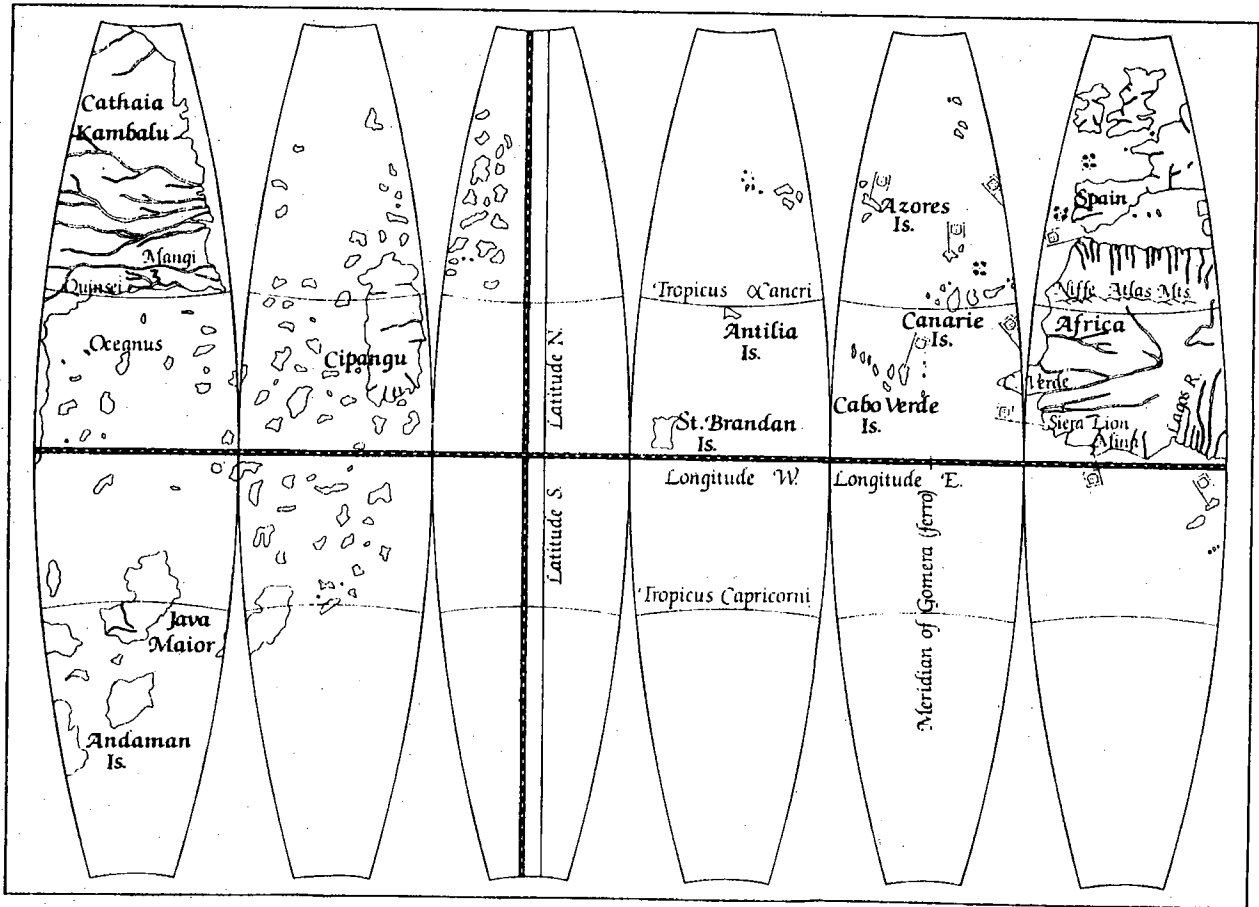 Cathaia
Kambalu
Mangi
Quinsei
Oceanus
Java
Maior
Andaman
Is.
Cipangu
Latitude N.
Latitude S.
Tropicus Cancri
Antilia
Is.
St. Brandan
Is.
Longitude W.
Tropicus Capricorni
Azores
Is.
Canarie
Is.
Cabo Verde
Is.
Longitude E.
Meridian of Gomera (ferro)
Spain
Niffe Atlas Mts.
Africa
Verde
Siera Lion
Lagos R.